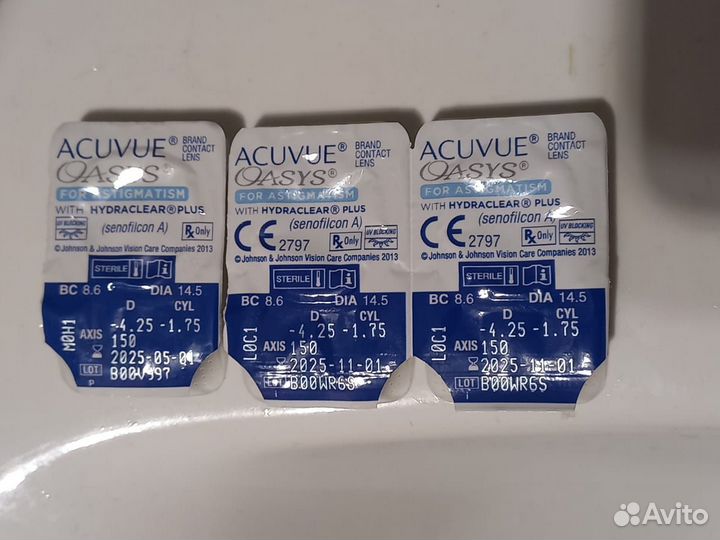 ACUVUE® BRAND CONTACT LENS
OASYS®
FOR ASTIGMATISM
WITH HYDRACLEAR® PLUS
(senofilcon A)
UV BLOCKING
Rx Only
©Johnson & Johnson Vision Care Companies 2013
STERILE
BC 8.6 DIA 14.5
D CYL
-4.25 -1.75
M0H1
AXIS 150
2025-05-01
LOT B00V997
P
ACUVUE® BRAND CONTACT LENS
OASYS®
FOR ASTIGMATISM
WITH HYDRACLEAR® PLUS
(senofilcon A)
CE 2797
Rx Only
UV BLOCKING
©Johnson & Johnson Vision Care Companies 2013
STERILE
BC 8.6 DIA 14.5
D CYL
-4.25 -1.75
L0C1
AXIS 150
2025-11-01
LOT B00WR6S
ACUVUE® BRAND CONTACT LENS
OASYS®
FOR ASTIGMATISM
WITH HYDRACLEAR® PLUS
(senofilcon A)
CE 2797
Rx Only
UV BLOCKING
©Johnson & Johnson Vision Care Companies 2013
STERILE
BC 8.6 DIA 14.5
D CYL
-4.25 -1.75
L0C1
AXIS 150
2025-11-01
LOT B00WR6S
Avito